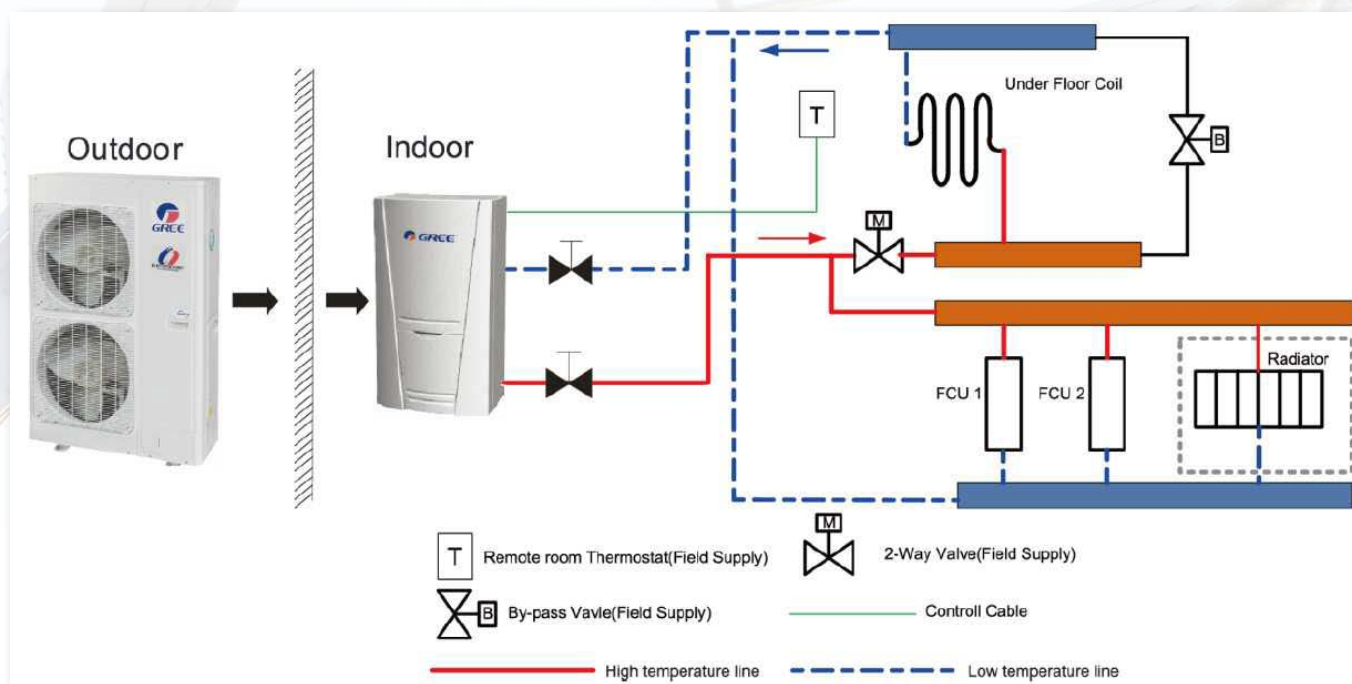 Outdoor
GREE
Indoor
GREE
T
Under Floor Coil
B
M
FCU 1
FCU 2
Radiator
T
Remote room Thermostat(Field Supply)
M
2-Way Valve(Field Supply)
B
By-pass Vavle(Field Supply)
Controll Cable
High temperature line
Low temperature line